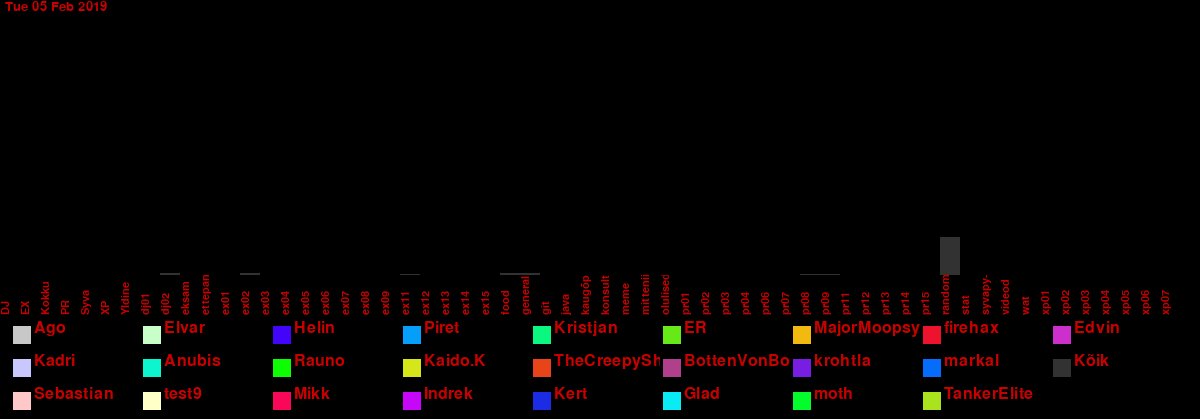 Tue 05 Feb 2019
DJ EX Kokku PR Syva XP Yldine dj01 dj02 eksam ettepan ex01 ex02 ex03 ex04 ex05 ex06 ex07 ex08 ex09 ex11 ex12 ex13 ex14 ex15 food general git java kaugõp konsult meme mittenii olulised pr01 pr02 pr03 pr04 pr06 pr07 pr08 pr09 pr11 pr12 pr13 pr14 pr15 random stat syvapy- videod wat xp01 xp02 xp03 xp04 xp05 xp06 xp07
Ago Elvar Helin Piret Kristjan ER MajorMoopsy firehax Edvin
Kadri Anubis Rauno Kaido.K TheCreepySh BottenVonBo krohtla markal Kõik
Sebastian test9 Mikk Indrek Kert Glad moth TankerElite